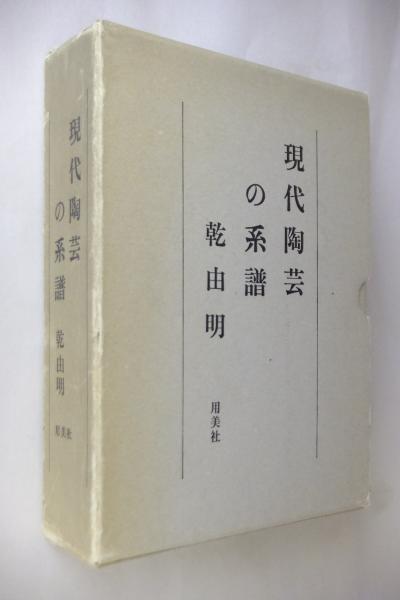 現代陶芸
の系譜
乾由明
用美社
現代陶芸
の系譜
乾由明
用美社